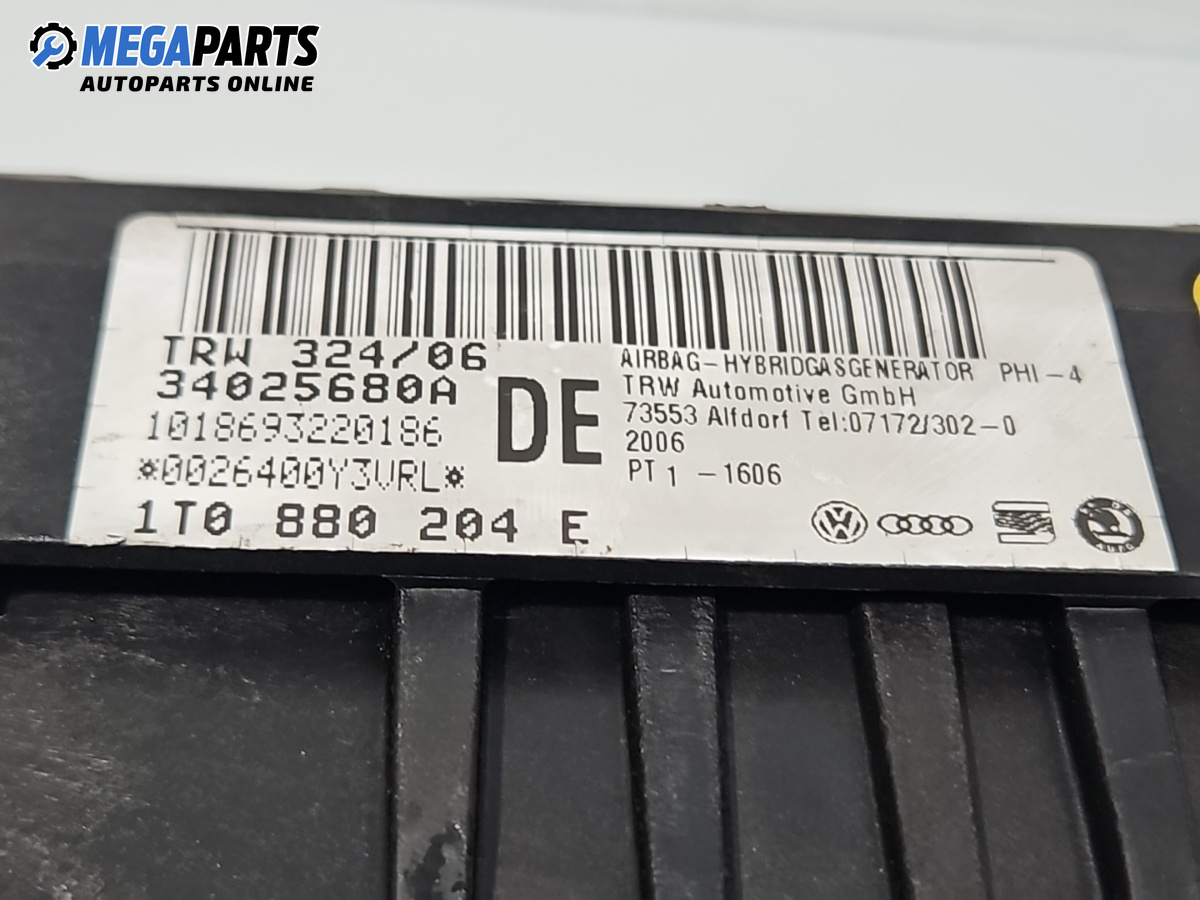 MEGAPARTS
AUTOPARTS ONLINE
TRW 324/06
34025680A
1018693220186
*0026400Y3VRL*
1T0 880 204 E
DE
AIRBAG-HYBRIDGASGENERATOR PHI-4
TRW Automotive GmbH
73553 Alfdorf Tel:07172/302-0
2006
PT 1 -1606